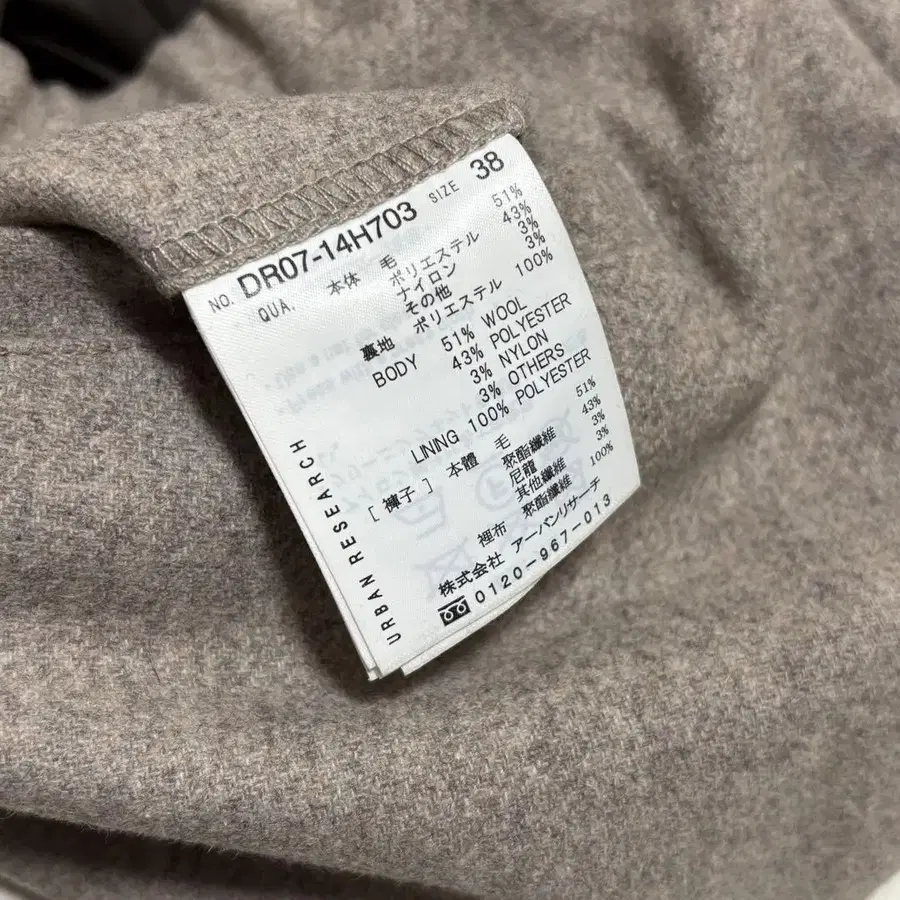 NO. DR07-14H703 SIZE 38
QUA. 本体 毛 51%
ポリエステル 43%
ナイロン 3%
その他 3%
裏地 ポリエステル 100%
BODY 51% WOOL
43% POLYESTER
3% NYLON
3% OTHERS
LINING 100% POLYESTER
[ 褲子 ] 本體 毛 51%
聚酯纖維 43%
尼龍 3%
其他纖維 3%
裡布 聚酯纖維 100%
株式会社 アーバンリサーチ
0120-967-013
URBAN RESEARCH